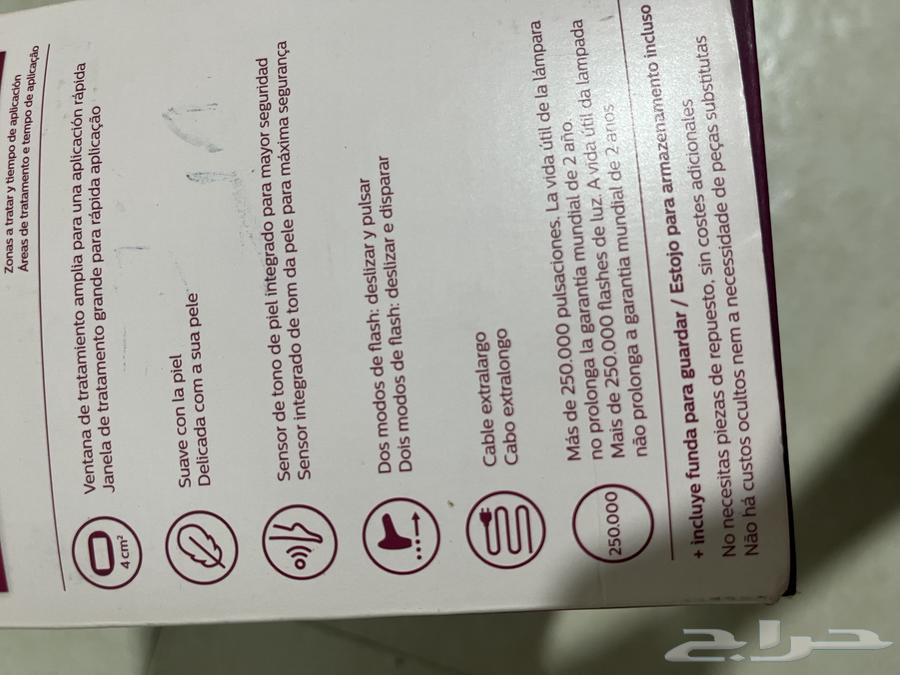 Zonas a tratar y tiempo de aplicación
Áreas de tratamento e tempo de aplicação
4 cm²
Ventana de tratamiento amplia para una aplicación rápida
Janela de tratamento grande para rápida aplicação
Suave con la piel
Delicada com a sua pele
Sensor de tono de piel integrado para mayor seguridad
Sensor integrado de tom da pele para máxima segurança
Dos modos de flash: deslizar y pulsar
Dois modos de flash: deslizar e disparar
Cable extralargo
Cabo extralongo
250.000
Más de 250.000 pulsaciones. La vida útil de la lámpara
no prolonga la garantía mundial de 2 año.
Mais de 250.000 flashes de luz. A vida útil da lampada
não prolonga a garantia mundial de 2 anos
+ incluye funda para guardar / Estojo para armazenamento incluso
No necesitas piezas de repuesto, sin costes adicionales
Não há custos ocultos nem a necessidade de peças substitutas
حراج